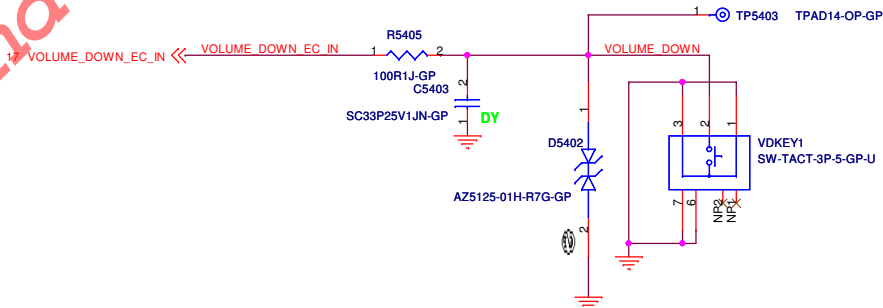 1
TP5403 TPAD14-OP-GP
R5405
17 VOLUME_DOWN_EC_IN
VOLUME_DOWN_EC_IN
1
2
VOLUME_DOWN
100R1J-GP
C5403
2
SC33P25V1JN-GP
1
DY
1
3
2
1
D5402
VDKEY1
SW-TACT-3P-5-GP-U
AZ5125-01H-R7G-GP
2
7
6
NP2
NP1